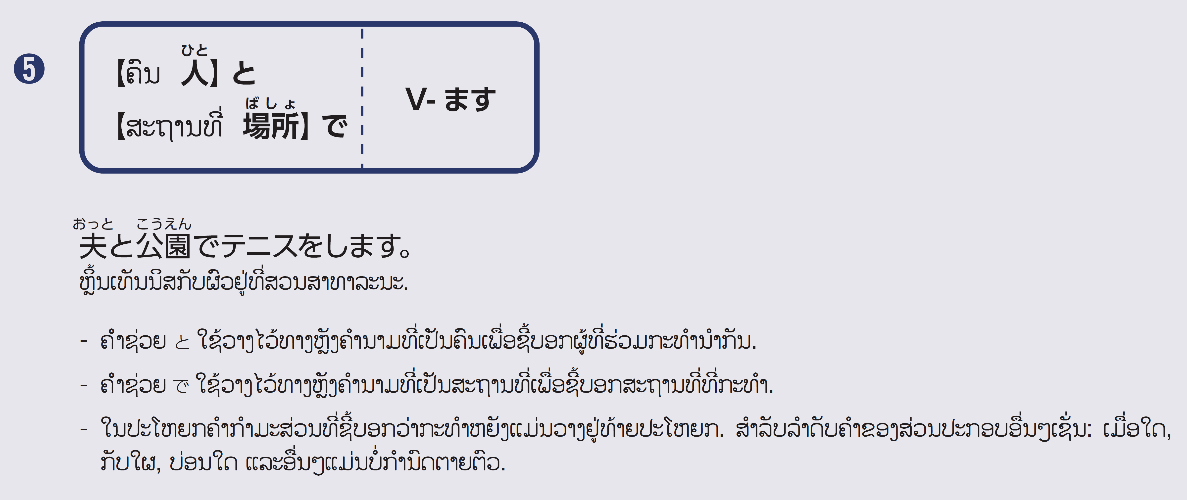 5
ひと
【ຄົນ 人】と
ばしょ
【ສະຖານທີ່ 場所】で
V- ます
おっと こうえん
夫と公園でテニスをします。
ຫຼິ້ນເທັນນິສກັບຜົວຢູ່ທີ່ສວນສາທາລະນະ.
- ຄຳຊ່ວຍ と ໃຊ້ວາງໄວ້ທາງຫຼັງຄຳນາມທີ່ເປັນຄົນເພື່ອຊີ້ບອກຜູ້ທີ່ຮ່ວມກະທຳນຳກັນ.
- ຄຳຊ່ວຍ で ໃຊ້ວາງໄວ້ທາງຫຼັງຄຳນາມທີ່ເປັນສະຖານທີ່ເພື່ອຊີ້ບອກສະຖານທີ່ທີ່ກະທຳ.
- ໃນປະໂຫຍກຄຳກຳມະສ່ວນທີ່ຊີ້ບອກວ່າກະທຳຫຍັງແມ່ນວາງຢູ່ທ້າຍປະໂຫຍກ. ສຳລັບລຳດັບຄຳຂອງສ່ວນປະກອບອື່ນໆເຊັ່ນ: ເມື່ອໃດ,
ກັບໃຜ, ບ່ອນໃດ ແລະອື່ນໆແມ່ນບໍ່ກຳນົດຕາຍຕົວ.